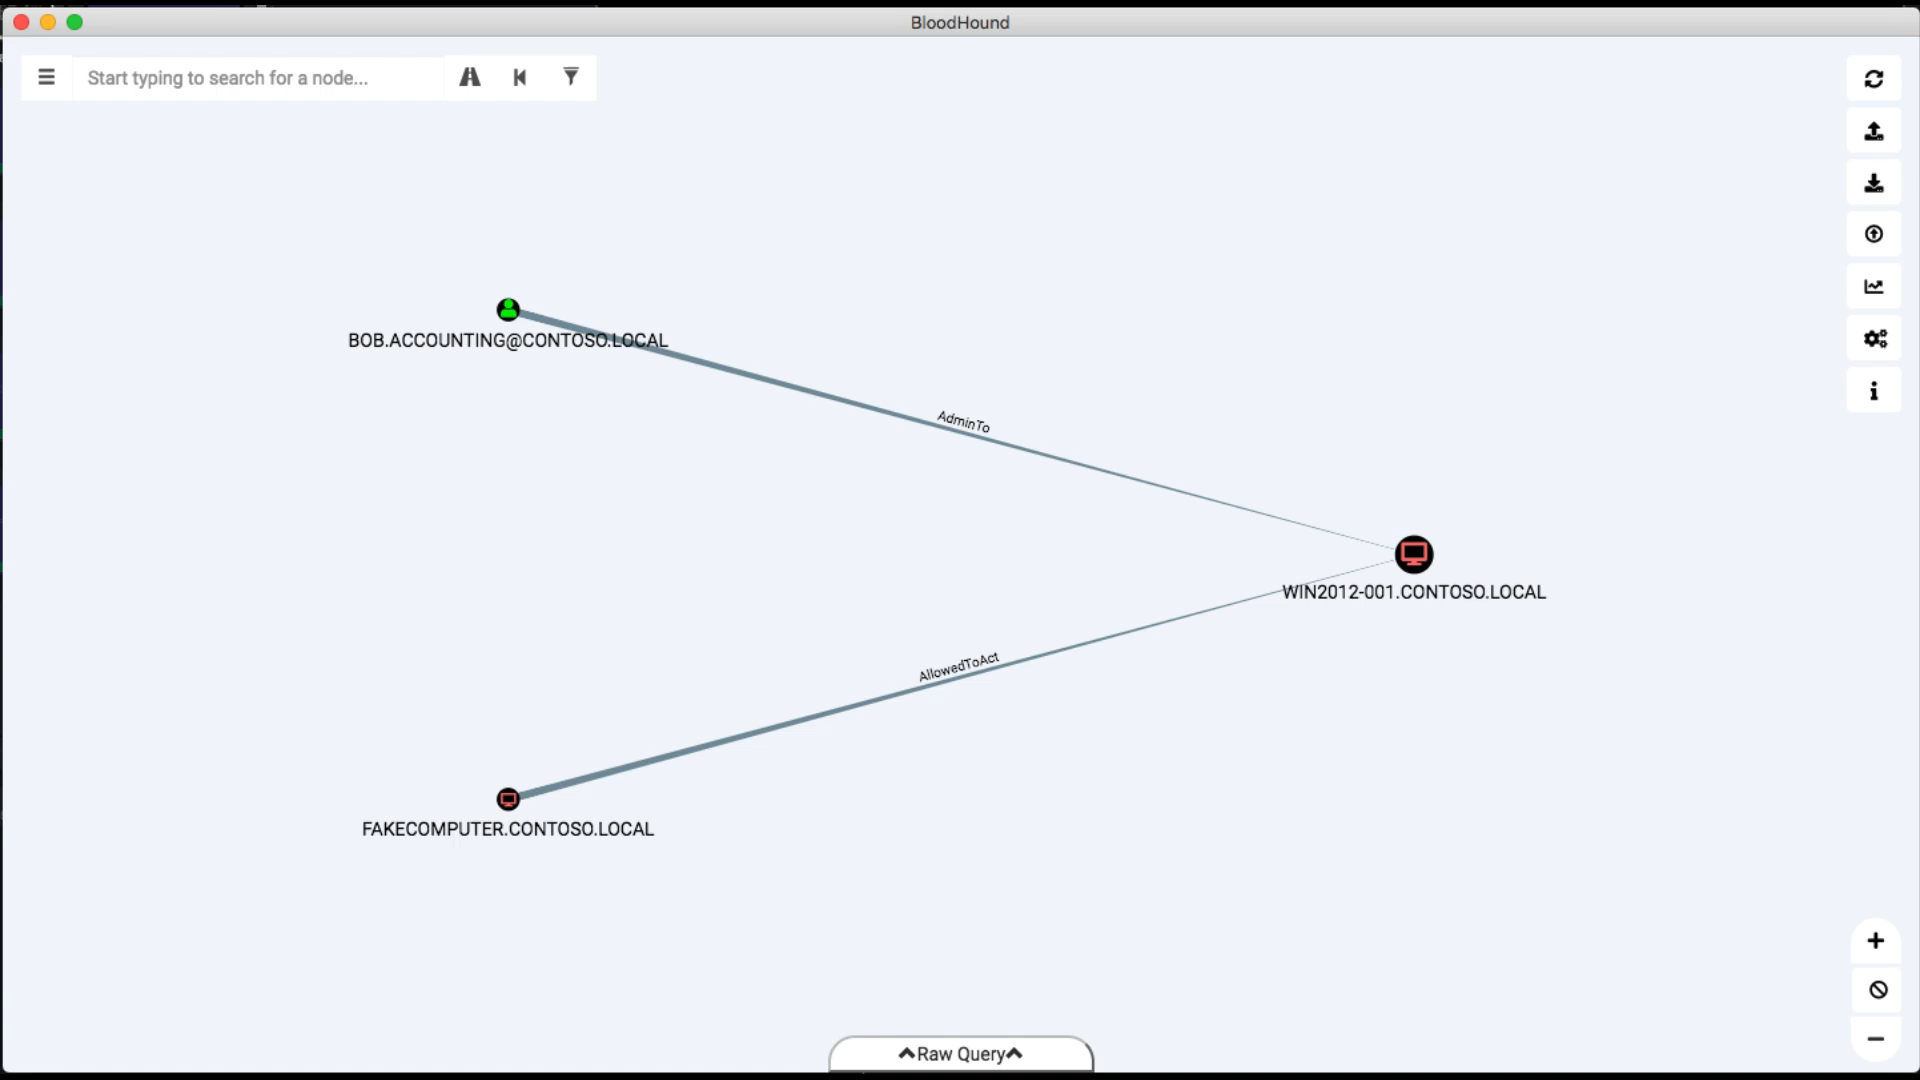 BloodHound
Start typing to search for a node...
BOB.ACCOUNTING@CONTOSO.LOCAL
AdminTo
WIN2012-001.CONTOSO.LOCAL
AllowedToAct
FAKECOMPUTER.CONTOSO.LOCAL
Raw Query